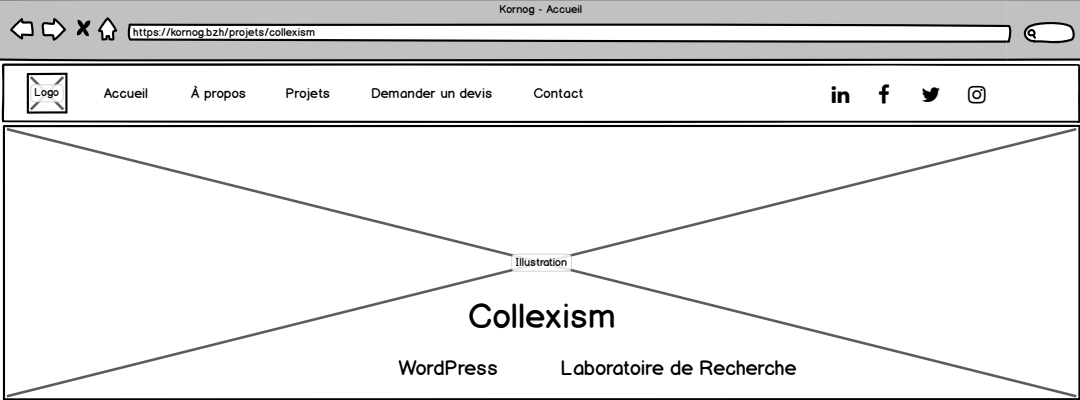 Kornog - Accueil
https://kornog.bzh/projets/collexism
Logo Accueil À propos Projets Demander un devis Contact
Illustration
Collexism
WordPress Laboratoire de Recherche